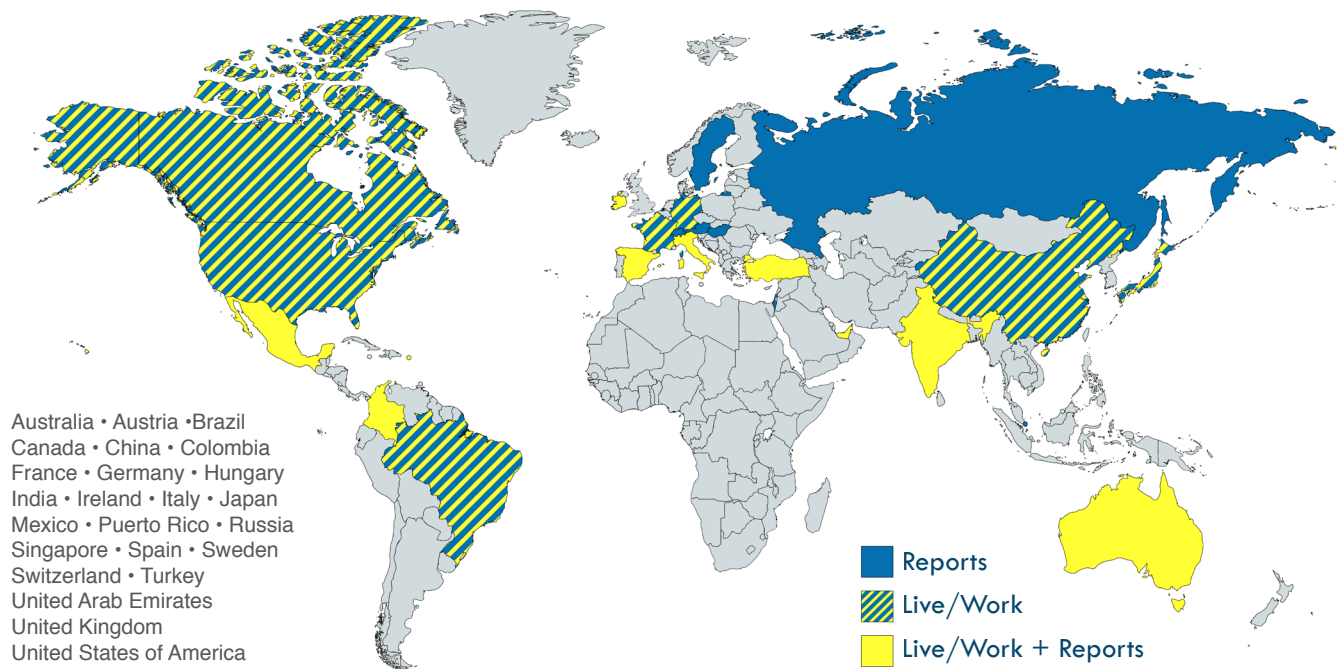 Australia • Austria •Brazil
Canada • China • Colombia
France • Germany • Hungary
India • Ireland • Italy • Japan
Mexico • Puerto Rico • Russia
Singapore • Spain • Sweden
Switzerland • Turkey
United Arab Emirates
United Kingdom
United States of America
Reports
Live/Work
Live/Work + Reports